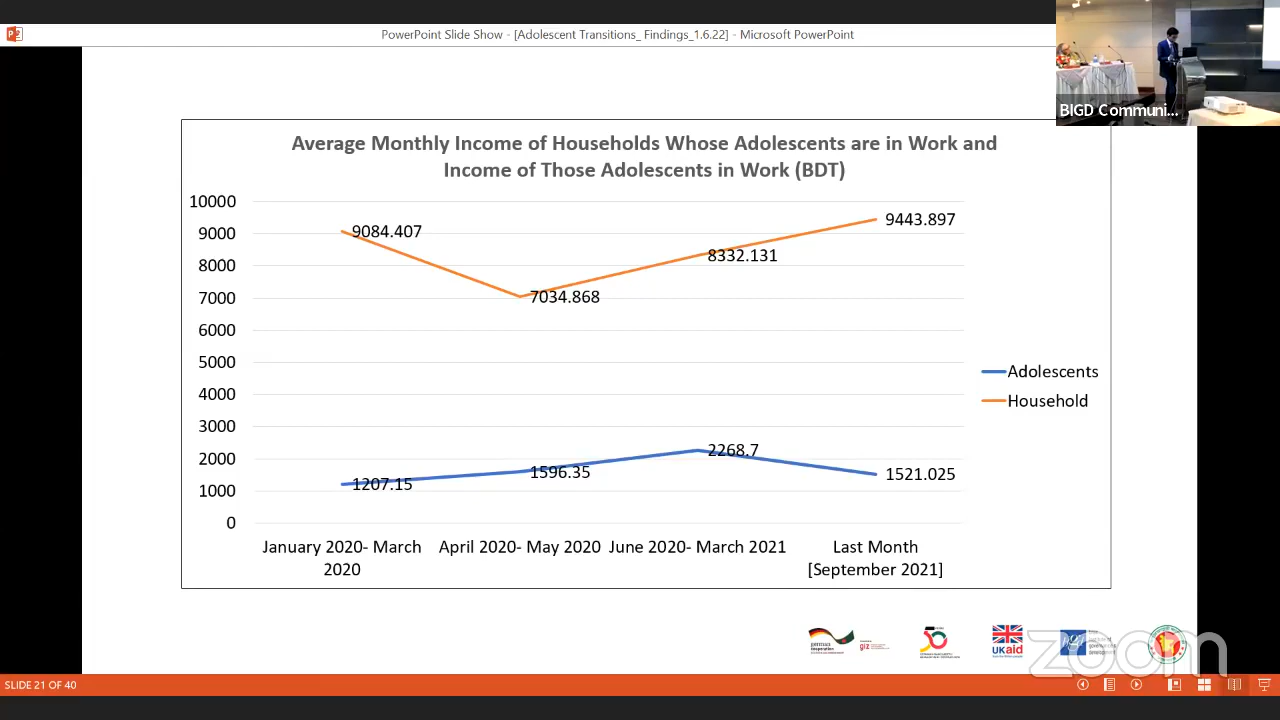 PowerPoint Slide Show - [Adolescent Transitions_ Findings_1.6.22] - Microsoft PowerPoint
BIGD Communi...
Average Monthly Income of Households Whose Adolescents are in Work and
Income of Those Adolescents in Work (BDT)
10000
9000
8000
7000
6000
5000
4000
3000
2000
1000
0
9084.407
7034.868
8332.131
9443.897
1207.15
1596.35
2268.7
1521.025
Adolescents
Household
January 2020- March
2020
April 2020- May 2020
June 2020- March 2021
Last Month
[September 2021]
german
cooperation
giz
50
UKaid
zoom
SLIDE 21 OF 40